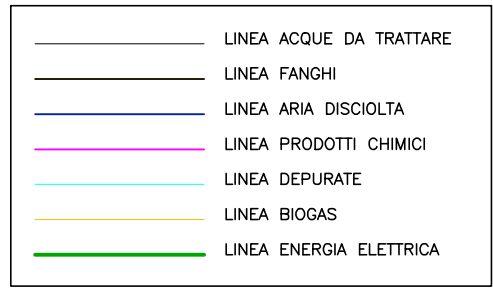 LINEA ACQUE DA TRATTARE
LINEA FANGHI
LINEA ARIA DISCIOLTA
LINEA PRODOTTI CHIMICI
LINEA DEPURATE
LINEA BIOGAS
LINEA ENERGIA ELETTRICA